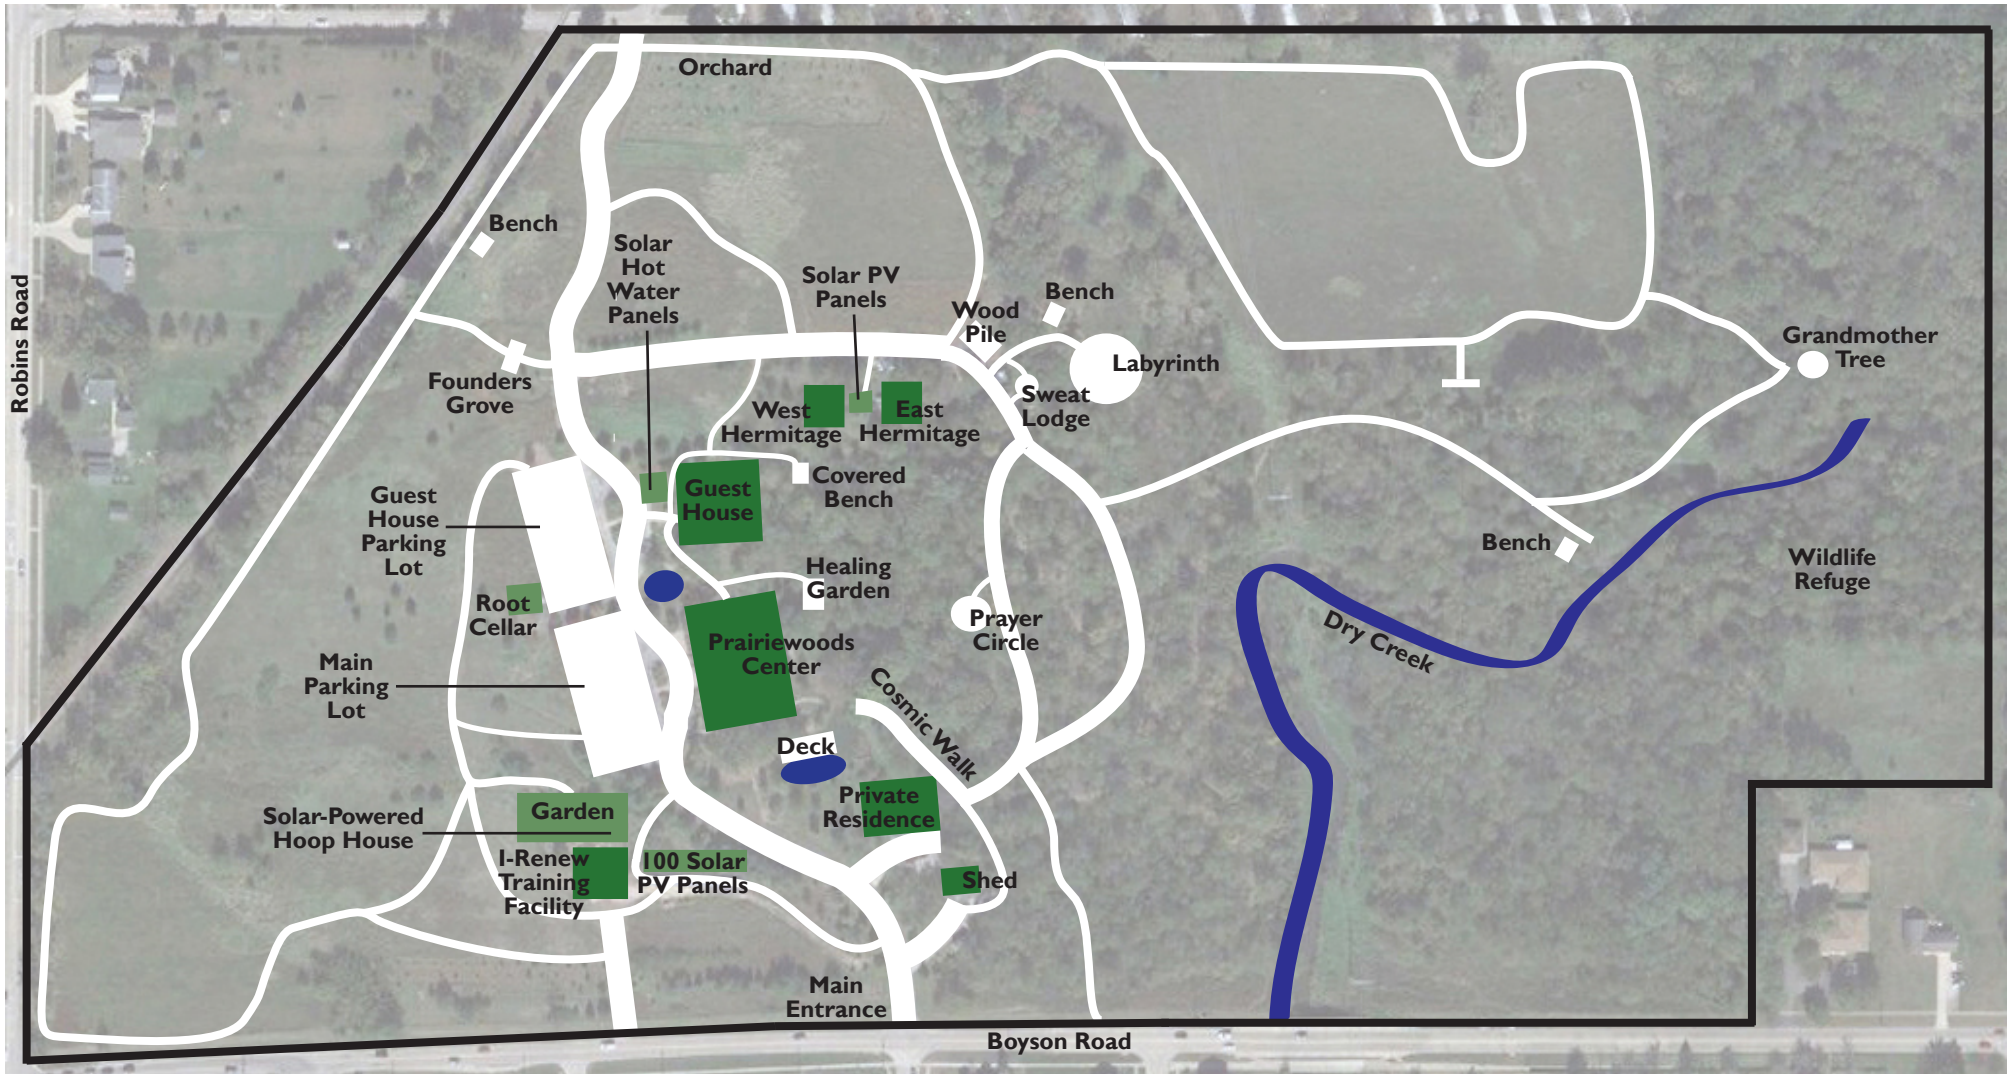 Orchard
Bench
Solar
Hot
Water
Panels
Solar PV
Panels
Wood
Pile
Bench
Labyrinth
Grandmother
Tree
Robins Road
Founders
Grove
West
Hermitage
East
Hermitage
Sweat
Lodge
Guest
House
Parking
Lot
Guest
House
Covered
Bench
Bench
Wildlife
Refuge
Healing
Garden
Root
Cellar
Prayer
Circle
Dry Creek
Main
Parking
Lot
Prairiewoods
Center
Cosmic Walk
Deck
Solar-Powered
Hoop House
Garden
Private
Residence
I-Renew
Training
Facility
100 Solar
PV Panels
Shed
Main
Entrance
Boyson Road